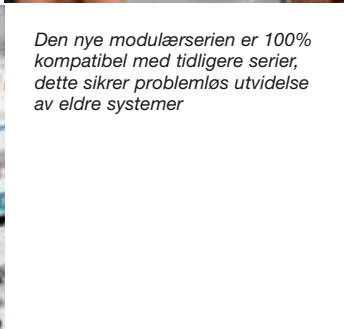 Den nye modulærserien er 100%
kompatibel med tidligere serier,
dette sikrer problemløs utvidelse
av eldre systemer